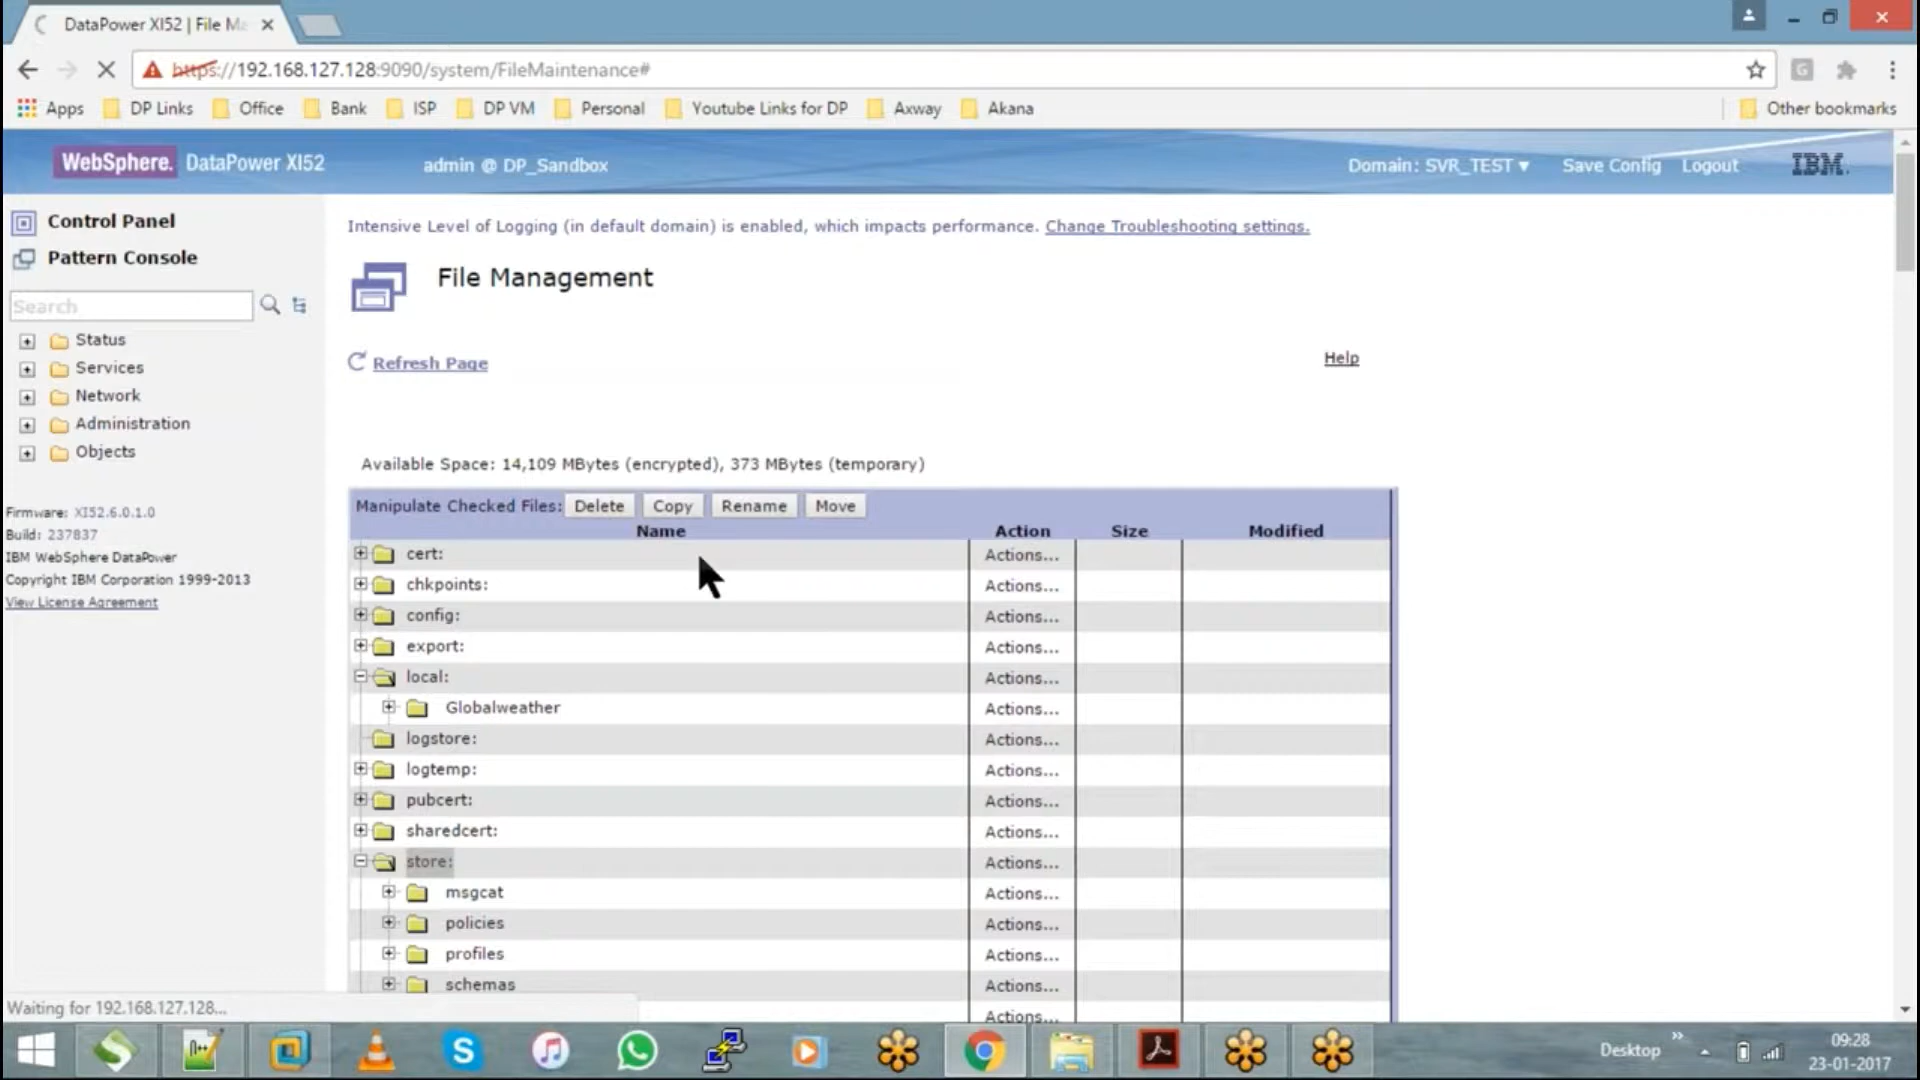 DataPower XI52 | File Ma
https://192.168.127.128:9090/system/FileMaintenance#
Apps DP Links Office Bank ISP DP VM Personal Youtube Links for DP Axway Akana Other bookmarks
WebSphere. DataPower XI52 admin @ DP_Sandbox Domain: SVR_TEST ▼ Save Config Logout IBM.
Control Panel
Pattern Console
Search
Status
Services
Network
Administration
Objects
Firmware: XI52.6.0.1.0
Build: 237837
IBM WebSphere DataPower
Copyright IBM Corporation 1999-2013
View License Agreement
Intensive Level of Logging (in default domain) is enabled, which impacts performance. Change Troubleshooting settings.
File Management
Refresh Page Help
Available Space: 14,109 MBytes (encrypted), 373 MBytes (temporary)
Manipulate Checked Files: Delete Copy Rename Move
Name Action Size Modified
cert: Actions...
chkpoints: Actions...
config: Actions...
export: Actions...
local: Actions...
Globalweather Actions...
logstore: Actions...
logtemp: Actions...
pubcert: Actions...
sharedcert: Actions...
store: Actions...
msgcat Actions...
policies Actions...
profiles Actions...
schemas Actions...
Actions...
Waiting for 192.168.127.128...
Desktop
09:28
23-01-2017